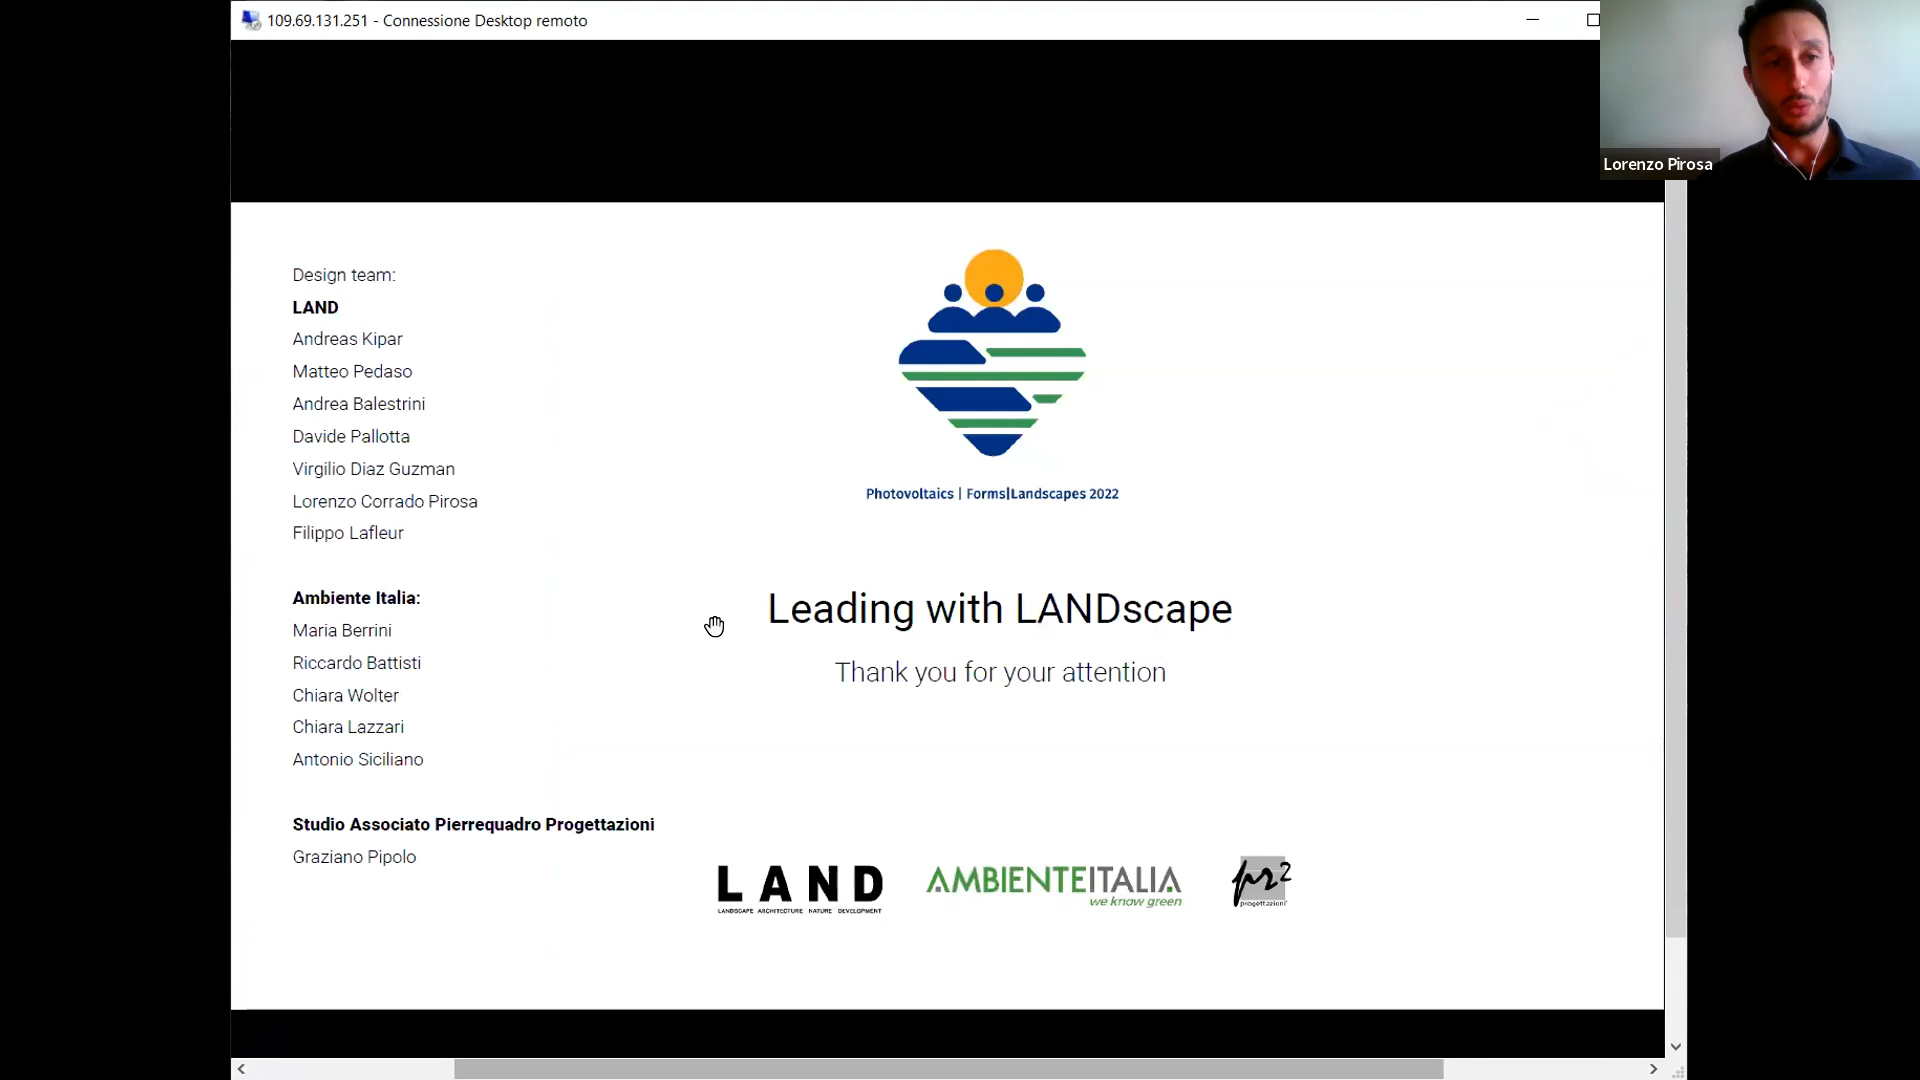 109.69.131.251 - Connessione Desktop remoto
Lorenzo Pirosa
Design team:
LAND
Andreas Kipar
Matteo Pedaso
Andrea Balestrini
Davide Pallotta
Virgilio Diaz Guzman
Lorenzo Corrado Pirosa
Filippo Lafleur
Ambiente Italia:
Maria Berrini
Riccardo Battisti
Chiara Wolter
Chiara Lazzari
Antonio Siciliano
Studio Associato Pierrequadro Progettazioni
Graziano Pipolo
Photovoltaics | Forms|Landscapes 2022
Leading with LANDscape
Thank you for your attention
LAND
LANDSCAPE ARCHITECTURE NATURE DEVELOPMENT
AMBIENTEITALIA
we know green
pr2
progettazioni